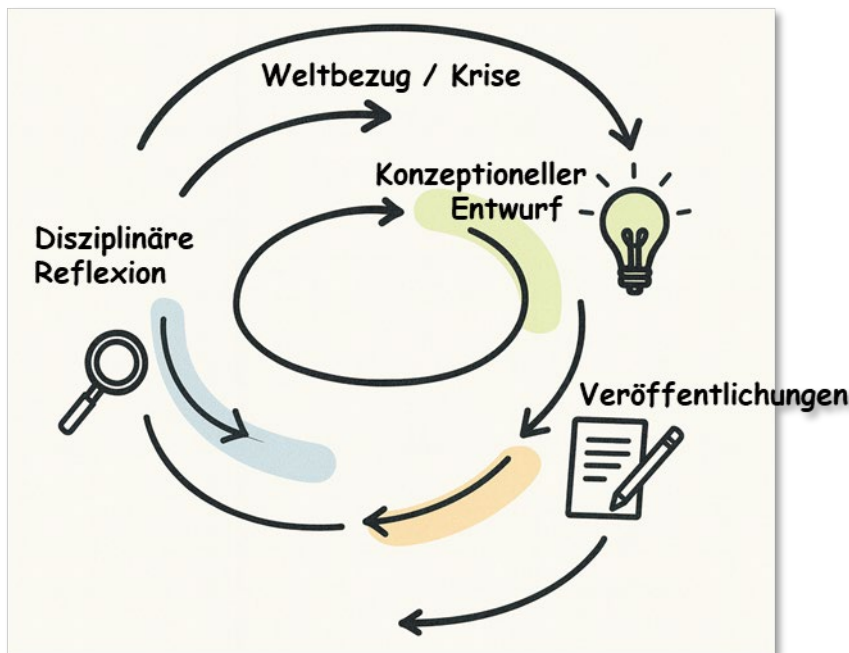 Weltbezug / Krise
Konzeptioneller
Entwurf
Disziplinäre
Reflexion
Veröffentlichungen